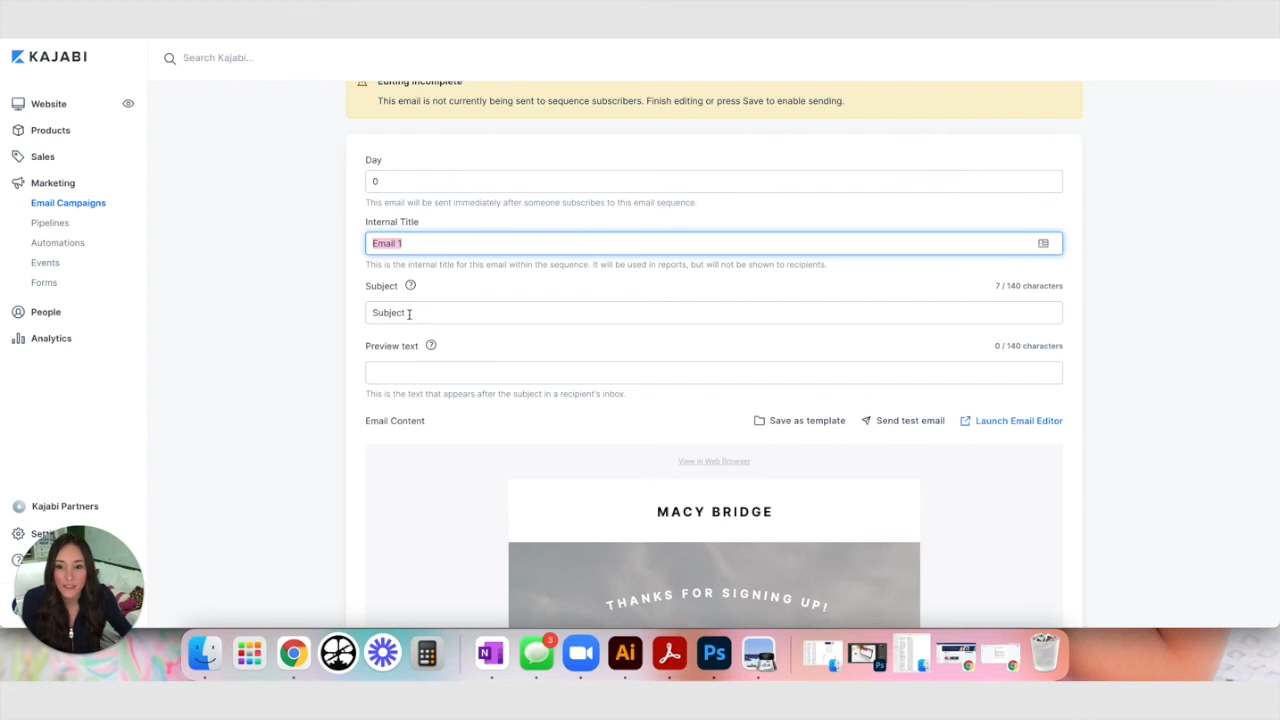 KAJABI
Search Kajabi...
Website
Products
Sales
Marketing
Email Campaigns
Pipelines
Automations
Events
Forms
People
Analytics
Kajabi Partners
Editing incomplete
This email is not currently being sent to sequence subscribers. Finish editing or press Save to enable sending.
Day
0
This email will be sent immediately after someone subscribes to this email sequence.
Internal Title
Email 1
This is the internal title for this email within the sequence. It will be used in reports, but will not be shown to recipients.
Subject
7 / 140 characters
Subject
Preview text
0 / 140 characters
This is the text that appears after the subject in a recipient's inbox.
Email Content
Save as template
Send test email
Launch Email Editor
View in Web Browser
MACY BRIDGE
THANKS FOR SIGNING UP!
N
3
Ai
Ps